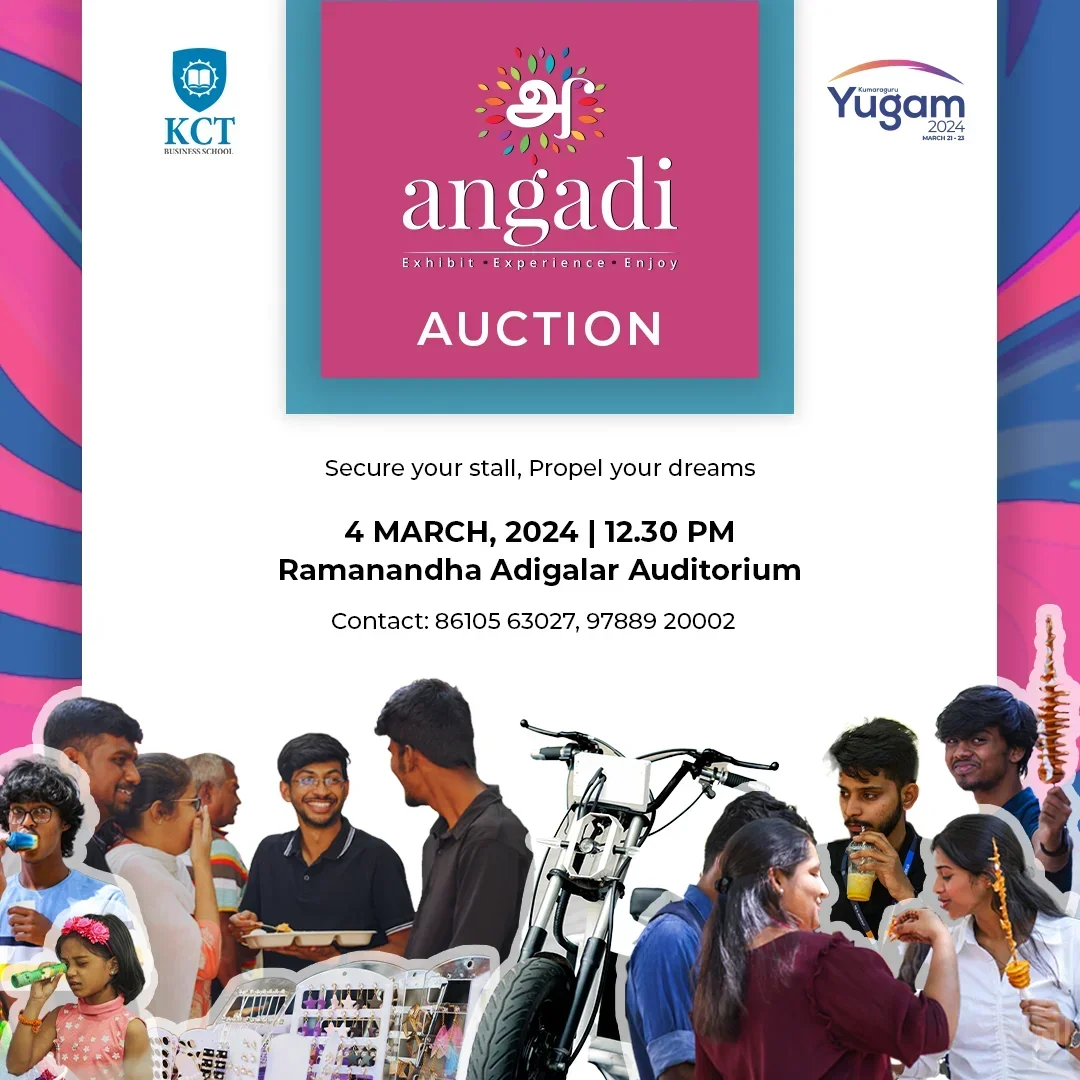 KCT
BUSINESS SCHOOL
அ
angadi
Exhibit • Experience • Enjoy
AUCTION
Kumaraguru
Yugam
2024
MARCH 21 - 23
Secure your stall, Propel your dreams
4 MARCH, 2024 | 12.30 PM
Ramanandha Adigalar Auditorium
Contact: 86105 63027, 97889 20002